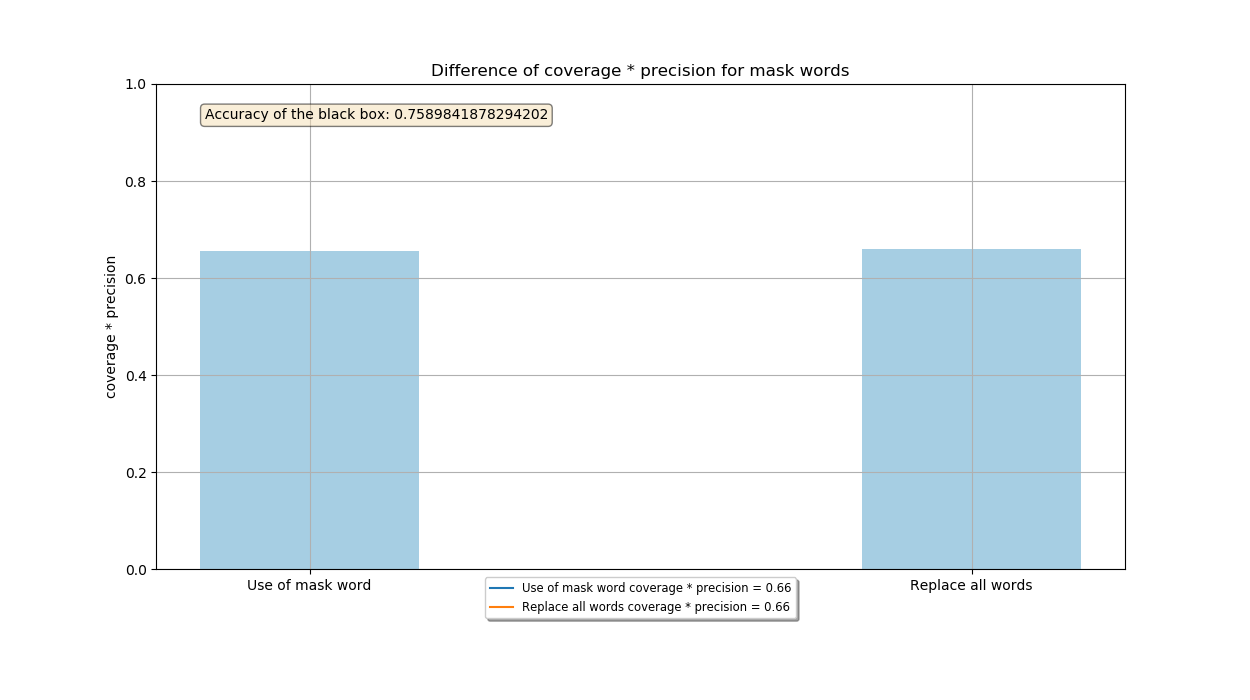 Difference of coverage * precision for mask words
1.0
Accuracy of the black box: 0.7589841878294202
0.8
0.6
0.4
0.2
0.0
coverage * precision
Use of mask word
Replace all words
Use of mask word coverage * precision = 0.66
Replace all words coverage * precision = 0.66